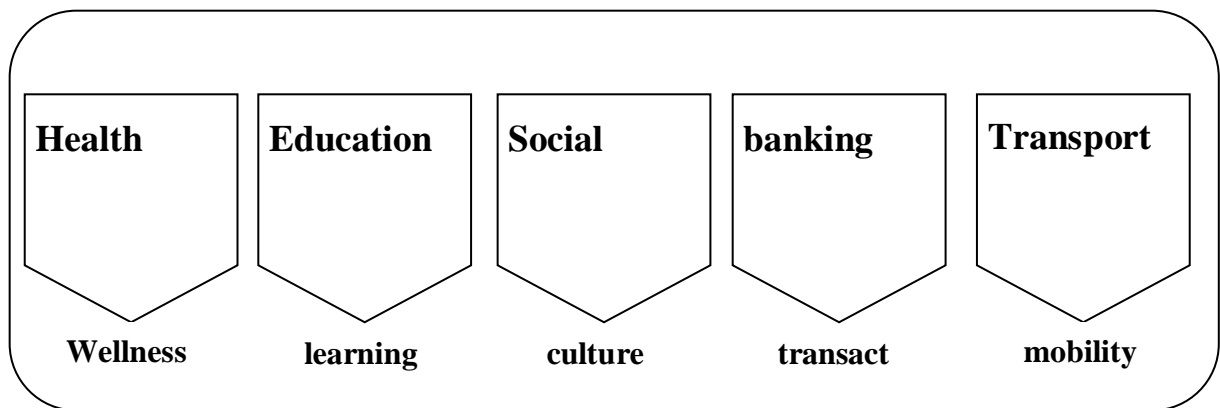 Health Education Social banking Transport
Wellness learning culture transact mobility